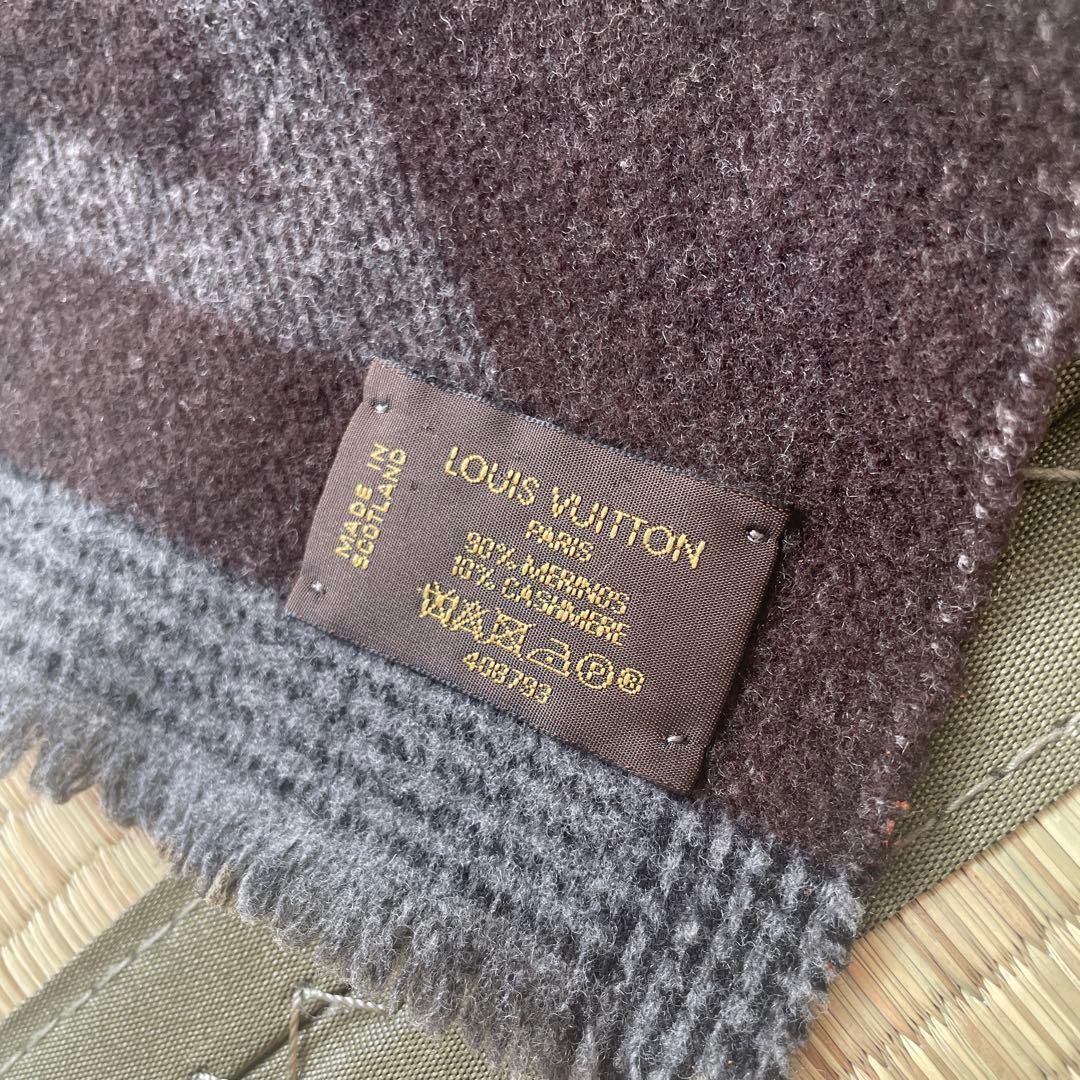 MADE IN
SCOTLAND
LOUIS VUITTON
PARIS
90% MERINOS
10% CASHMERE
408793